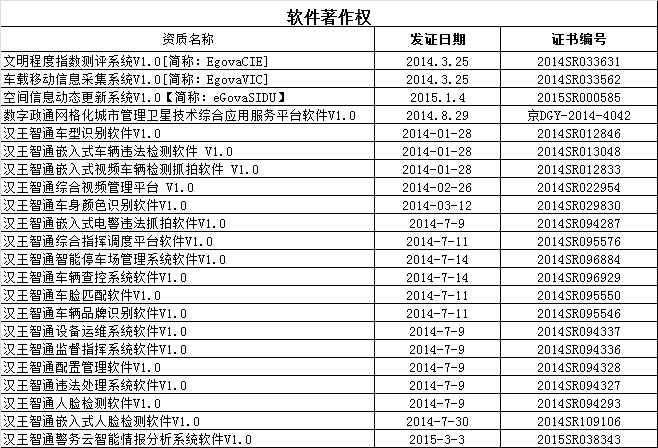 软件著作权
资质名称 发证日期 证书编号
文明程度指数测评系统V1.0[简称：EgovaCIE] 2014.3.25 2014SR033631
车载移动信息采集系统V1.0[简称：EgovaVIC] 2014.3.25 2014SR033562
空间信息动态更新系统V1.0【简称：eGovaSIDU】 2015.1.4 2015SR000585
数字政通网格化城市管理卫星技术综合应用服务平台软件V1.0 2014.8.29 京DGY-2014-4042
汉王智通车型识别软件V1.0 2014-01-28 2014SR012846
汉王智通嵌入式车辆违法检测软件 V1.0 2014-01-28 2014SR013048
汉王智通嵌入式视频车辆检测抓拍软件 V1.0 2014-01-28 2014SR012833
汉王智通综合视频管理平台 V1.0 2014-02-26 2014SR022954
汉王智通车身颜色识别软件V1.0 2014-03-12 2014SR029830
汉王智通嵌入式电警违法抓拍软件V1.0 2014-7-9 2014SR094287
汉王智通综合指挥调度平台软件V1.0 2014-7-11 2014SR095576
汉王智通智能停车场管理系统软件V1.0 2014-7-14 2014SR096884
汉王智通车辆查控系统软件V1.0 2014-7-14 2014SR096929
汉王智通车脸匹配软件V1.0 2014-7-11 2014SR095550
汉王智通车辆品牌识别软件V1.0 2014-7-11 2014SR095546
汉王智通设备运维系统软件V1.0 2014-7-9 2014SR094337
汉王智通监督指挥系统软件V1.0 2014-7-9 2014SR094336
汉王智通配置管理软件V1.0 2014-7-9 2014SR094328
汉王智通违法处理系统软件V1.0 2014-7-9 2014SR094327
汉王智通人脸检测软件V1.0 2014-7-9 2014SR094293
汉王智通嵌入式人脸检测软件V1.0 2014-7-30 2014SR109106
汉王智通警务云智能情报分析系统软件V1.0 2015-3-3 2015SR038343